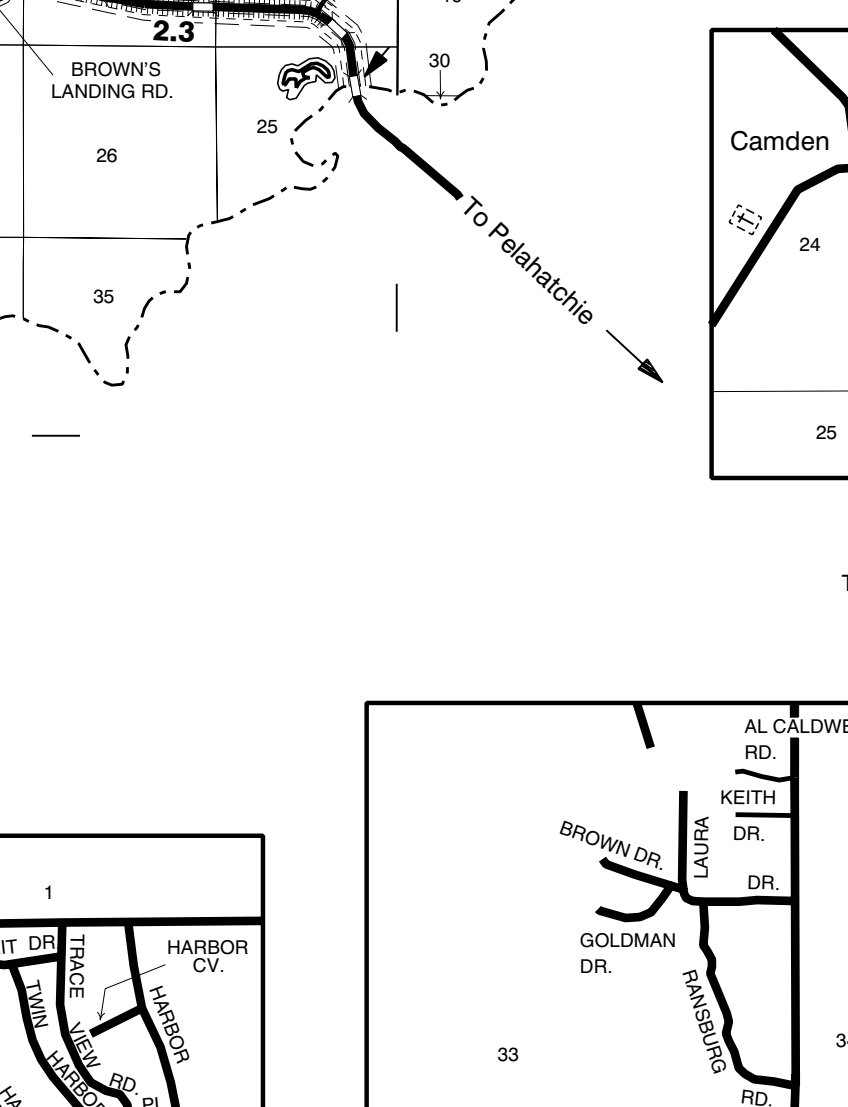 2.3
BROWN'S
LANDING RD.
30
25
26
35
To Pelahatchie
Camden
24
25
AL CALDWE
RD.
KEITH
DR.
LAURA
DR.
BROWN DR.
GOLDMAN
DR.
RANSBURG
RD.
33
1
IT DR
TRACE
VIEW
RD.
HARBOR
CV.
TWIN
HARBOR
HARBOR